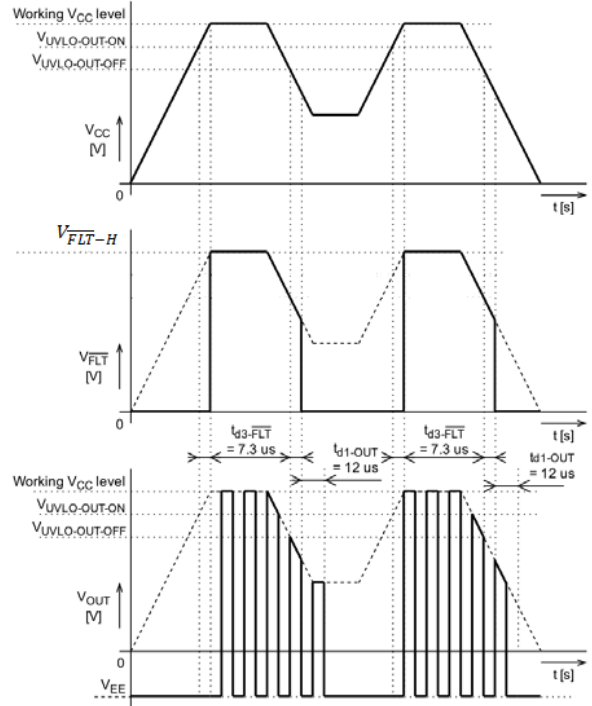 Working VCC level
VUVLO-OUT-ON
VUVLO-OUT-OFF
VCC
[V]
0
t [s]
VFLT-H
VFLT
[V]
0
t [s]
td3-FLT
= 7.3 us
td1-OUT
= 12 us
td3-FLT
= 7.3 us
td1-OUT
= 12 us
Working VCC level
VUVLO-OUT-ON
VUVLO-OUT-OFF
VOUT
[V]
0
t [s]
VEE